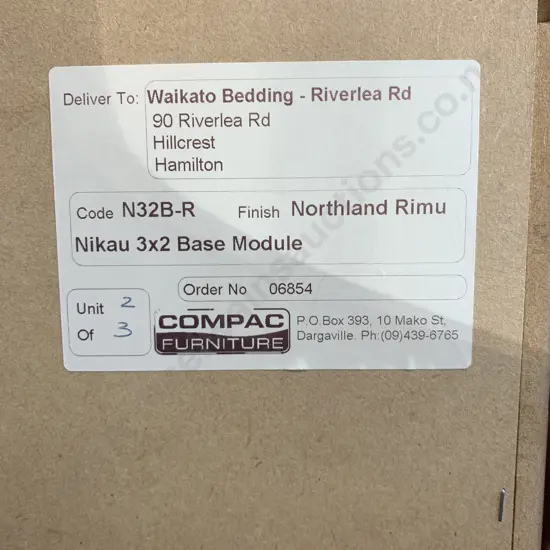 Deliver To: Waikato Bedding - Riverlea Rd
90 Riverlea Rd
Hillcrest
Hamilton
Code N32B-R Finish Northland Rimu
Nikau 3x2 Base Module
Order No 06854
Unit 2
Of 3
COMPAC
FURNITURE
P.O.Box 393, 10 Mako St,
Dargaville. Ph:(09)439-6765